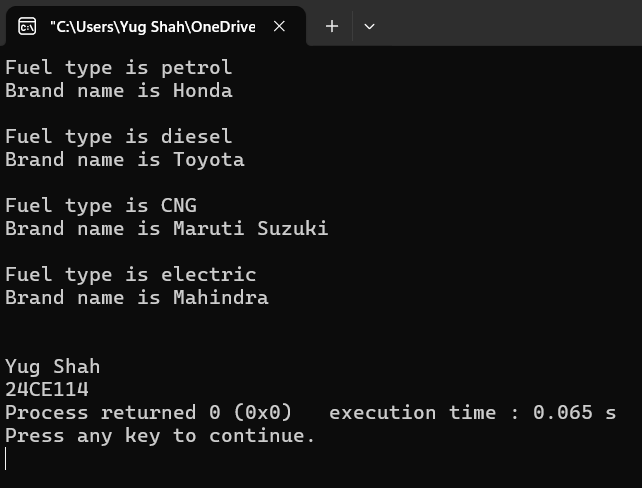 "C:\Users\Yug Shah\OneDrive
Fuel type is petrol
Brand name is Honda
Fuel type is diesel
Brand name is Toyota
Fuel type is CNG
Brand name is Maruti Suzuki
Fuel type is electric
Brand name is Mahindra
Yug Shah
24CE114
Process returned 0 (0x0)   execution time : 0.065 s
Press any key to continue.